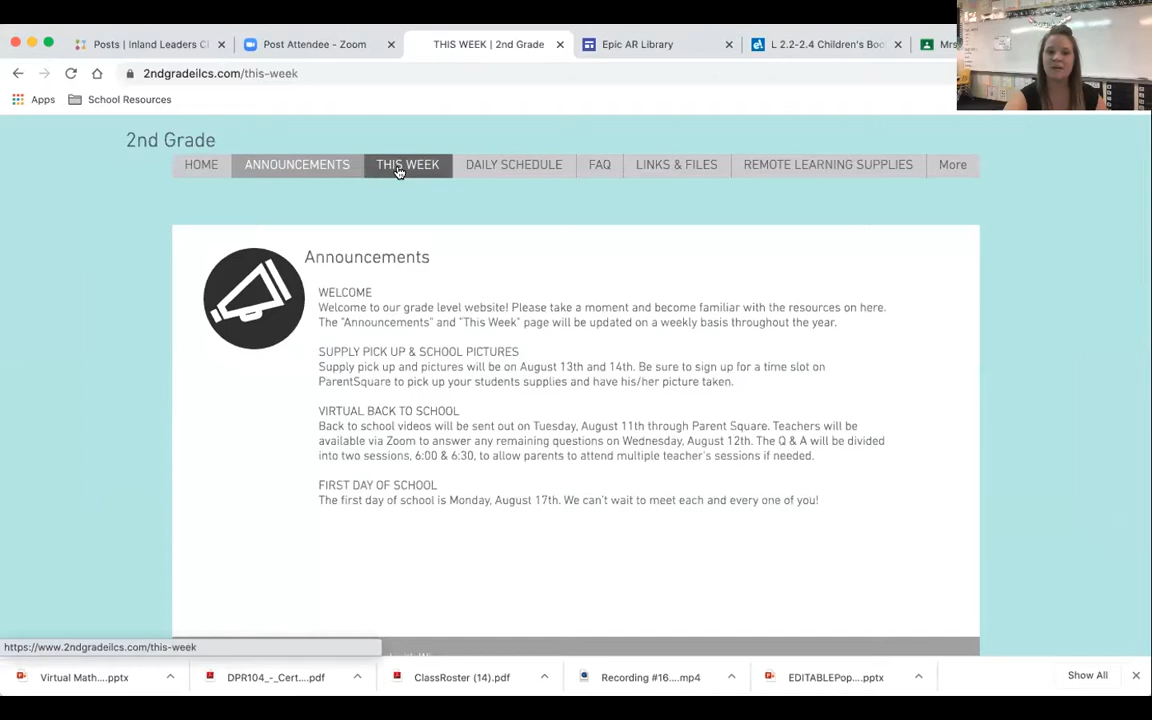 Posts | Inland Leaders C
Post Attendee - Zoom
THIS WEEK | 2nd Grade
Epic AR Library
L 2.2-2.4 Children's Boo
Mrs
2ndgradeilcs.com/this-week
Apps
School Resources
2nd Grade
HOME
ANNOUNCEMENTS
THIS WEEK
DAILY SCHEDULE
FAQ
LINKS & FILES
REMOTE LEARNING SUPPLIES
More
Announcements
WELCOME
Welcome to our grade level website! Please take a moment and become familiar with the resources on here.
The "Announcements" and "This Week" page will be updated on a weekly basis throughout the year.
SUPPLY PICK UP & SCHOOL PICTURES
Supply pick up and pictures will be on August 13th and 14th. Be sure to sign up for a time slot on
ParentSquare to pick up your students supplies and have his/her picture taken.
VIRTUAL BACK TO SCHOOL
Back to school videos will be sent out on Tuesday, August 11th through Parent Square. Teachers will be
available via Zoom to answer any remaining questions on Wednesday, August 12th. The Q & A will be divided
into two sessions, 6:00 & 6:30, to allow parents to attend multiple teacher's sessions if needed.
FIRST DAY OF SCHOOL
The first day of school is Monday, August 17th. We can't wait to meet each and every one of you!
https://www.2ndgradeilcs.com/this-week
Virtual Math....pptx
DPR104_-_Cert....pdf
ClassRoster (14).pdf
Recording #16....mp4
EDITABLEPop....pptx
Show All